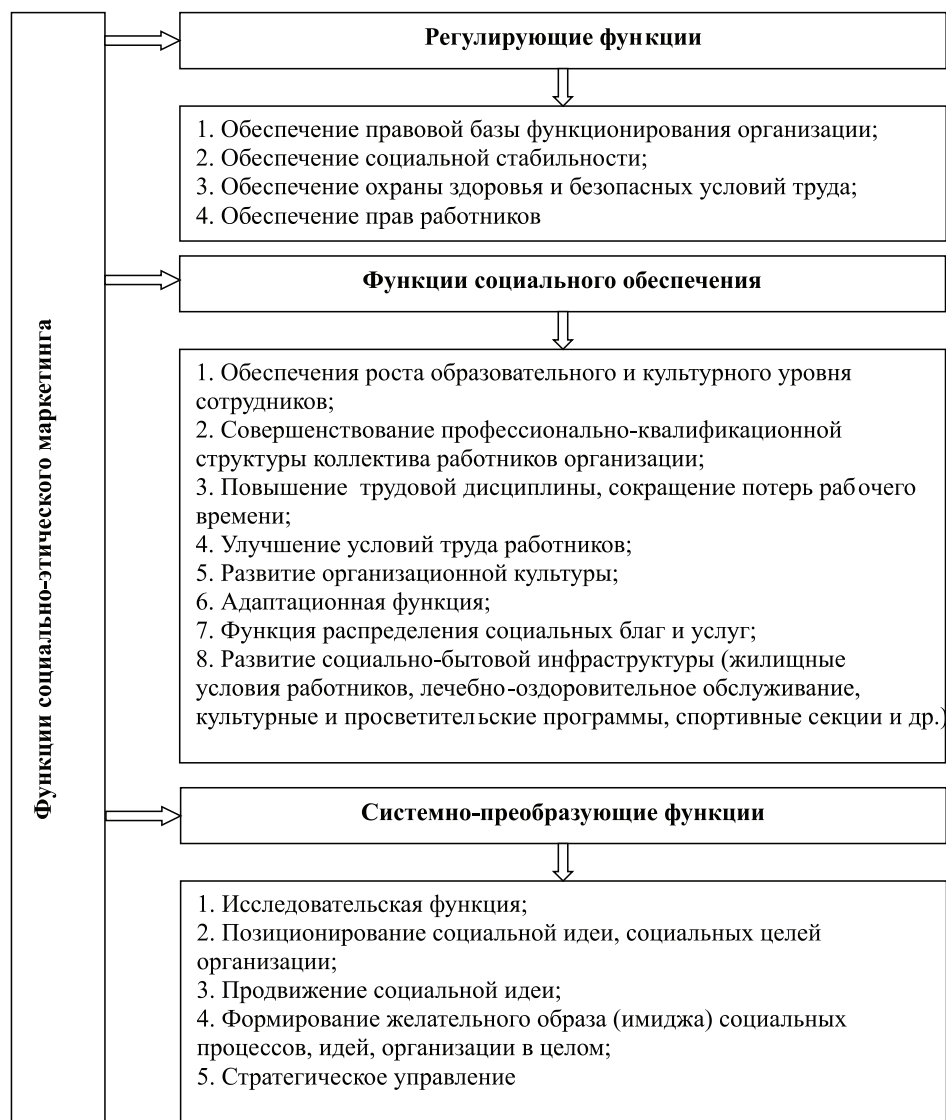 Функции социально-этического маркетинга
Регулирующие функции
1. Обеспечение правовой базы функционирования организации;
2. Обеспечение социальной стабильности;
3. Обеспечение охраны здоровья и безопасных условий труда;
4. Обеспечение прав работников
Функции социального обеспечения
1. Обеспечения роста образовательного и культурного уровня
сотрудников;
2. Совершенствование профессионально-квалификационной
структуры коллектива работников организации;
3. Повышение трудовой дисциплины, сокращение потерь рабочего
времени;
4. Улучшение условий труда работников;
5. Развитие организационной культуры;
6. Адаптационная функция;
7. Функция распределения социальных благ и услуг;
8. Развитие социально-бытовой инфраструктуры (жилищные
условия работников, лечебно-оздоровительное обслуживание,
культурные и просветительские программы, спортивные секции и др.)
Системно-преобразующие функции
1. Исследовательская функция;
2. Позиционирование социальной идеи, социальных целей
организации;
3. Продвижение социальной идеи;
4. Формирование желательного образа (имиджа) социальных
процессов, идей, организации в целом;
5. Стратегическое управление